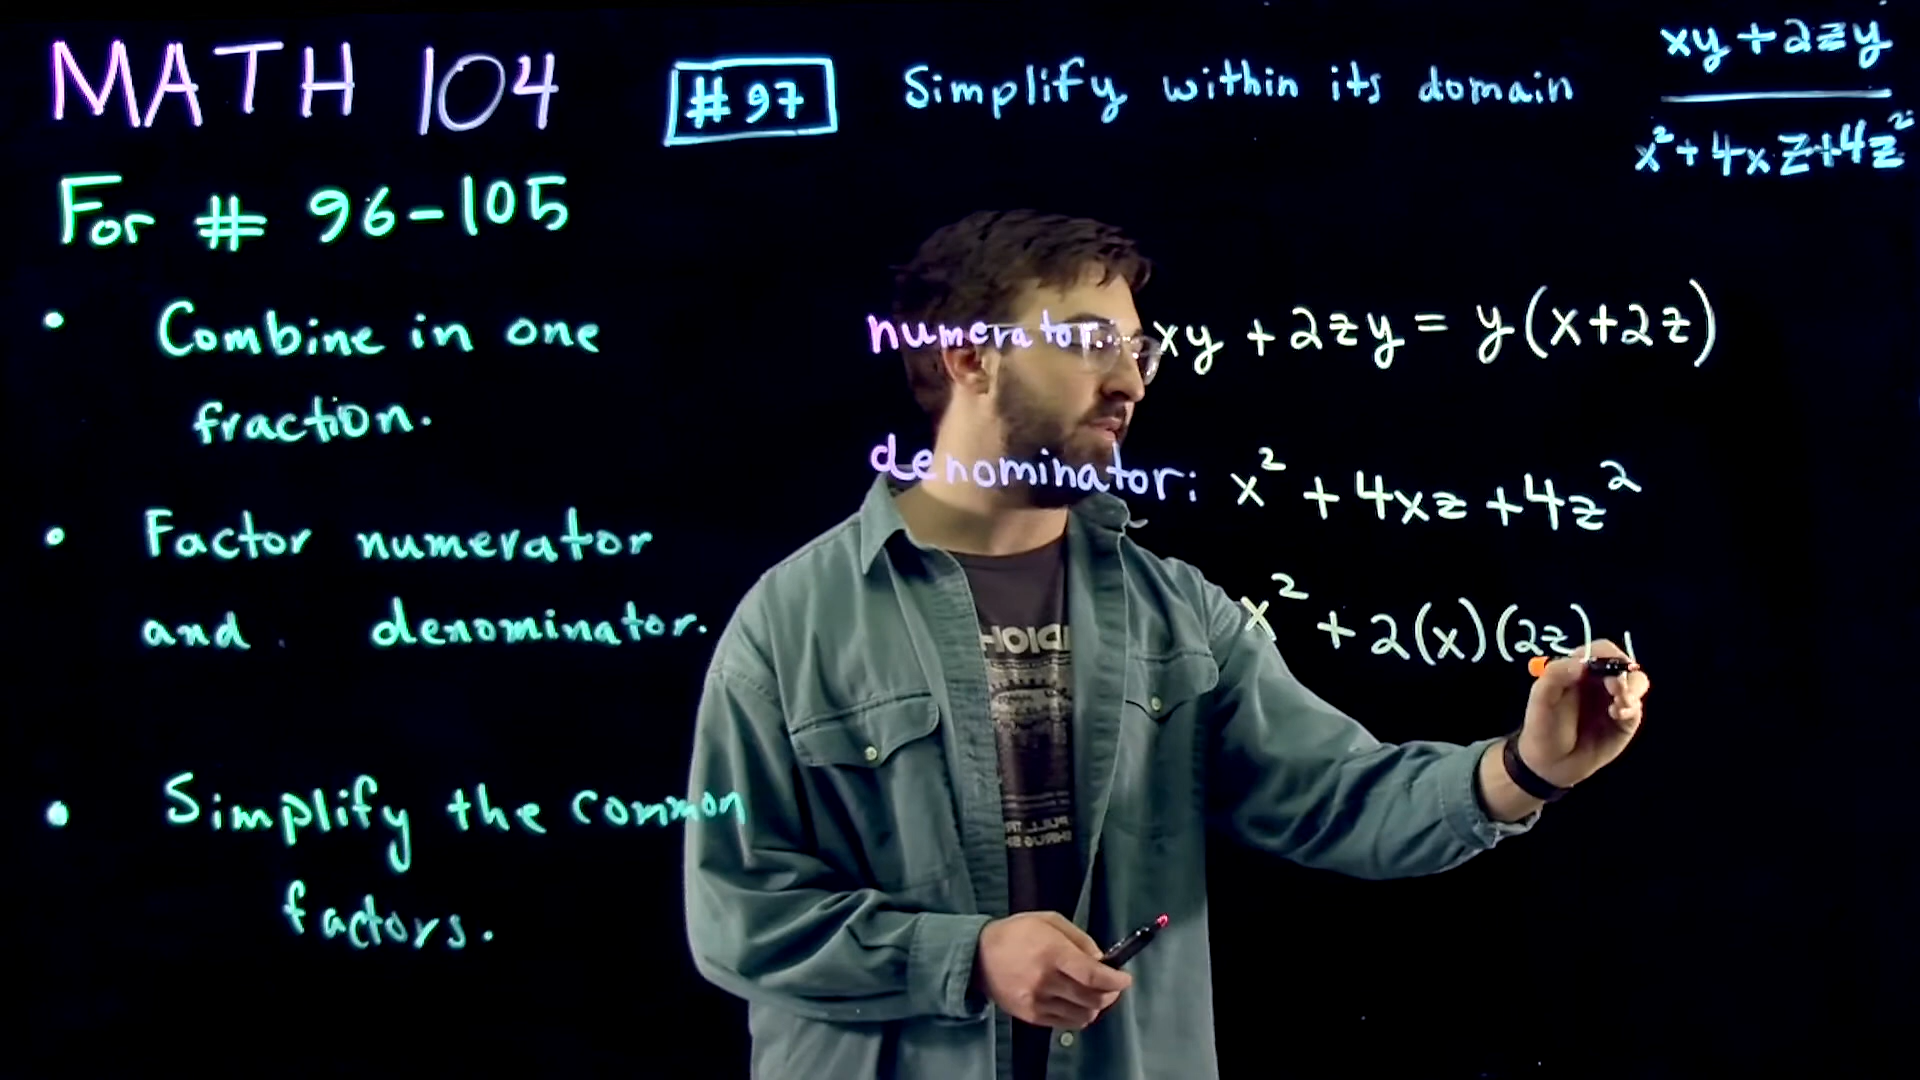 MATH 104
For # 96-105
• Combine in one
fraction.
• Factor numerator
and denominator.
• Simplify the common
factors.
#97 Simplify within its domain
xy + 2zy
x² + 4xz + 4z²
numerator: xy + 2zy = y(x+2z)
denominator: x² + 4xz + 4z²
x² + 2(x)(2z)